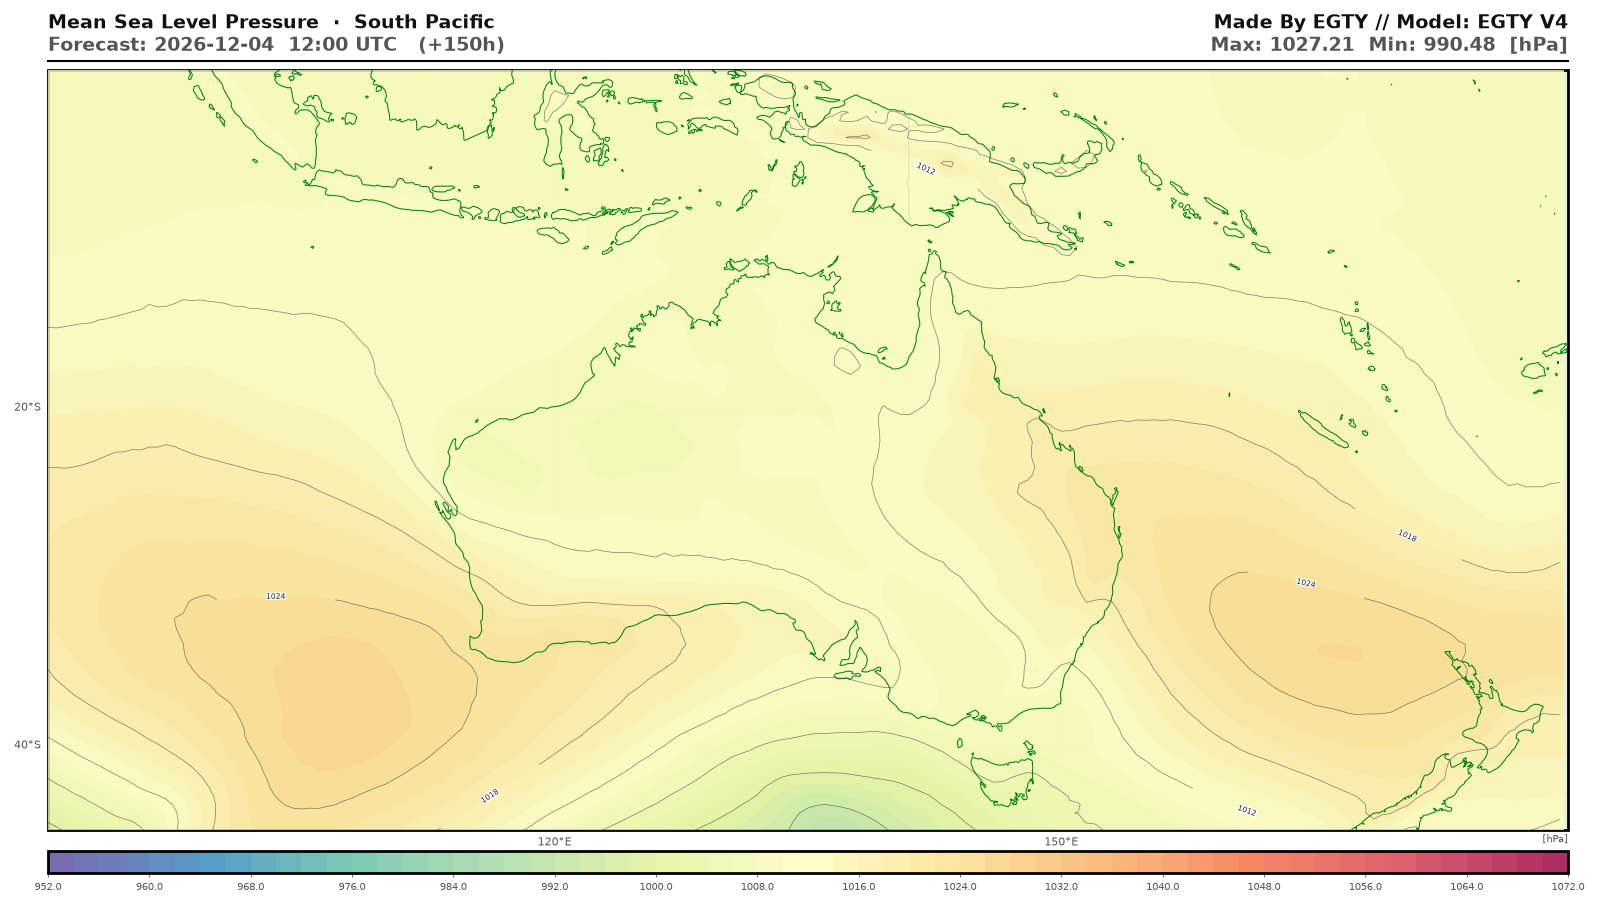 Mean Sea Level Pressure · South Pacific
Made By EGTY // Model: EGTY V4
Forecast: 2026-12-04 12:00 UTC (+150h)
Max: 1027.21 Min: 990.48 [hPa]
1012
20°S
1018
1024
1024
40°S
1018
1012
120°E
150°E
[hPa]
952.0 960.0 968.0 976.0 984.0 992.0 1000.0 1008.0 1016.0 1024.0 1032.0 1040.0 1048.0 1056.0 1064.0 1072.0